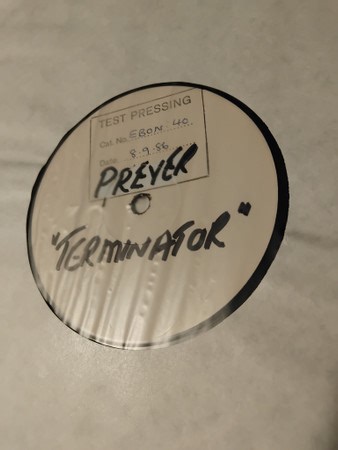 TEST PRESSING
Cat. No. EBON 40
Date 8.9.86
PREYER
"TERMINATOR"